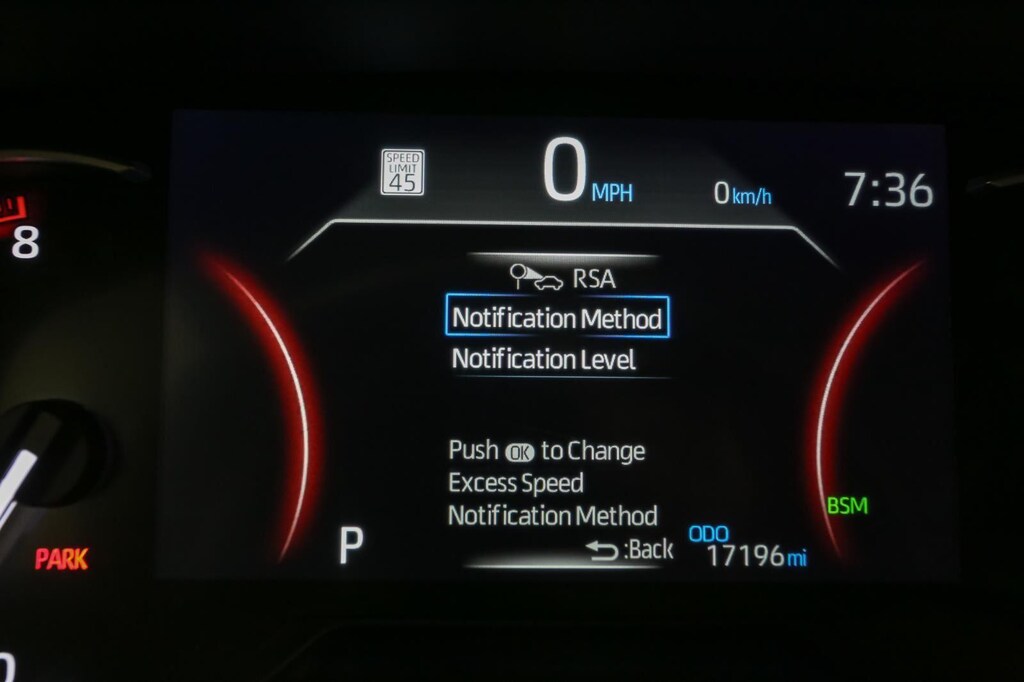 SPEED
LIMIT
45
0 MPH
0 km/h
7:36
8
RSA
Notification Method
Notification Level
Push OK to Change
Excess Speed
Notification Method
:Back
P
BSM
ODO
17196 mi
PARK
0